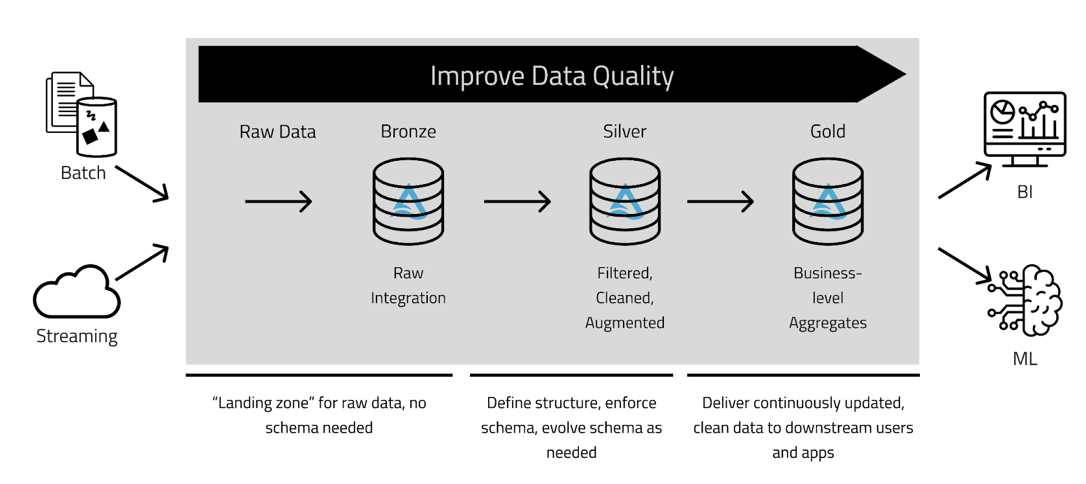 Improve Data Quality
Batch
Streaming
Raw Data
Bronze
Silver
Gold
Raw
Integration
Filtered,
Cleaned,
Augmented
Business-
level
Aggregates
BI
ML
“Landing zone” for raw data, no
schema needed
Define structure, enforce
schema, evolve schema as
needed
Deliver continuously updated,
clean data to downstream users
and apps